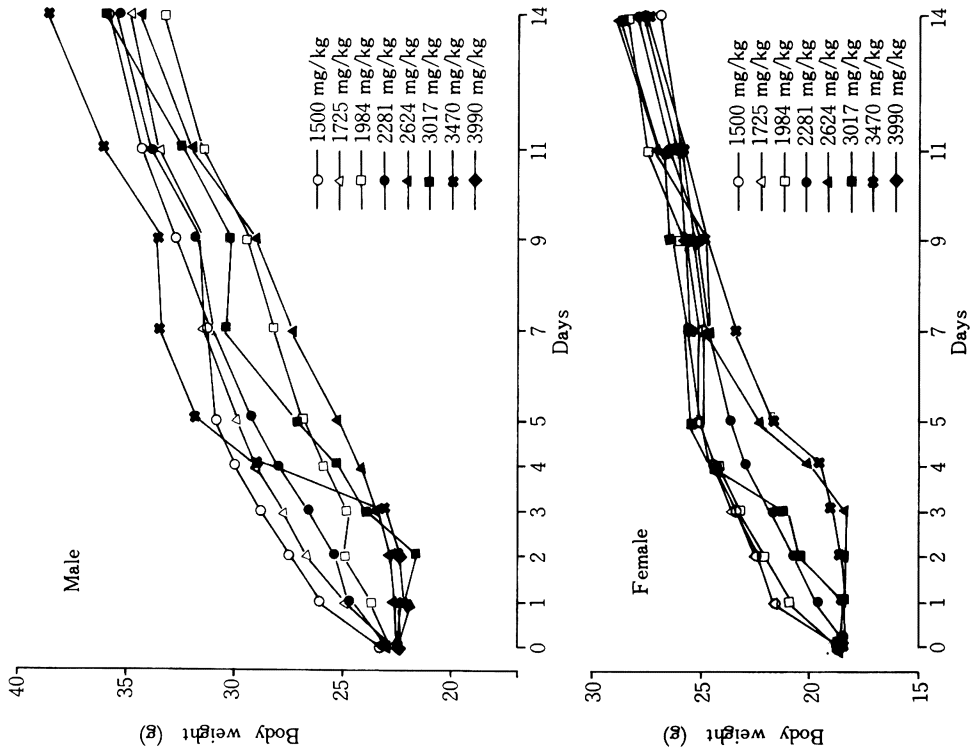 Body weight (g)
40
35
30
25
20
Male
1500 mg/kg
1725 mg/kg
1984 mg/kg
2281 mg/kg
2624 mg/kg
3017 mg/kg
3470 mg/kg
3990 mg/kg
0 1 2 3 4 5 7 9 11 14
Days
Body weight (g)
30
25
20
15
Female
1500 mg/kg
1725 mg/kg
1984 mg/kg
2281 mg/kg
2624 mg/kg
3017 mg/kg
3470 mg/kg
3990 mg/kg
0 1 2 3 4 5 7 9 11 14
Days